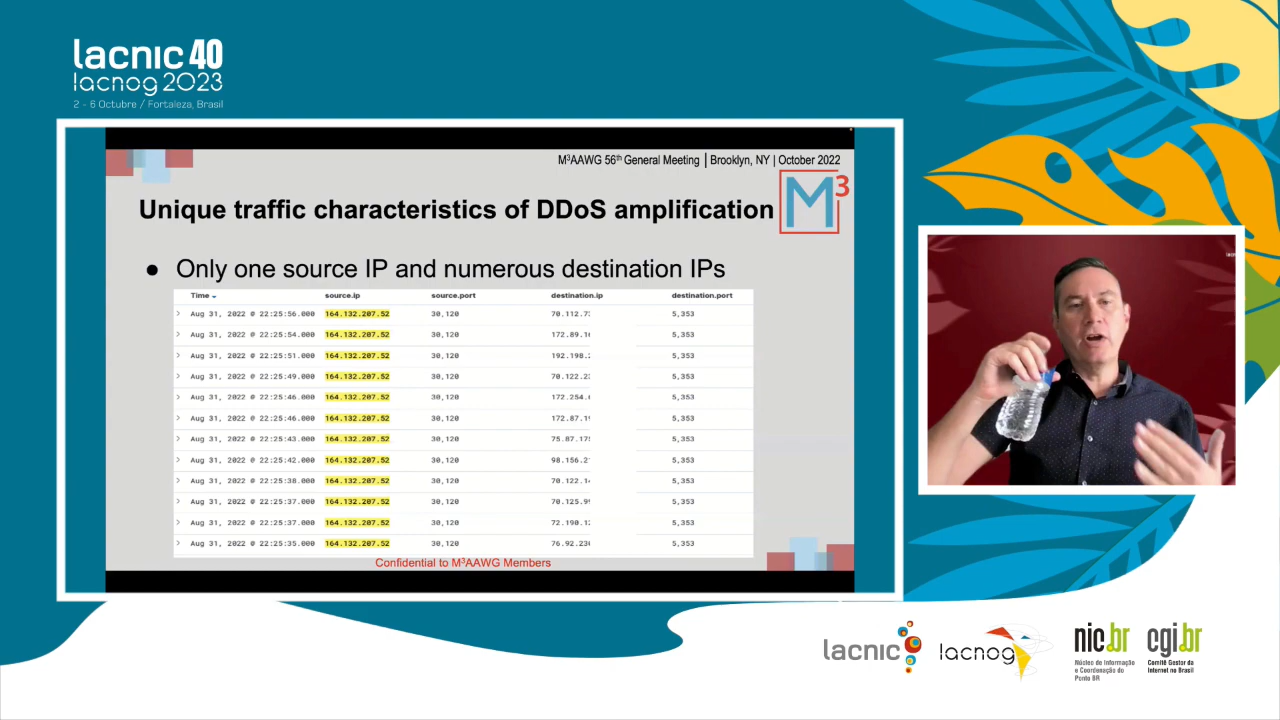 lacnic 40
lacnog 2023
2 - 6 Octubre / Fortaleza, Brasil
M³AAWG 56th General Meeting | Brooklyn, NY | October 2022
M3
Unique traffic characteristics of DDoS amplification
● Only one source IP and numerous destination IPs
Time source.ip source.port destination.ip destination.port
Aug 31, 2022 @ 22:25:56.000 164.132.207.52 30,120 70.112.7 5,353
Aug 31, 2022 @ 22:25:54.000 164.132.207.52 30,120 172.89.1 5,353
Aug 31, 2022 @ 22:25:51.000 164.132.207.52 30,120 192.198. 5,353
Aug 31, 2022 @ 22:25:49.000 164.132.207.52 30,120 70.122.2 5,353
Aug 31, 2022 @ 22:25:46.000 164.132.207.52 30,120 172.254. 5,353
Aug 31, 2022 @ 22:25:46.000 164.132.207.52 30,120 172.87.1 5,353
Aug 31, 2022 @ 22:25:43.000 164.132.207.52 30,120 75.87.17 5,353
Aug 31, 2022 @ 22:25:42.000 164.132.207.52 30,120 98.156.2 5,353
Aug 31, 2022 @ 22:25:38.000 164.132.207.52 30,120 70.122.1 5,353
Aug 31, 2022 @ 22:25:37.000 164.132.207.52 30,120 70.125.9 5,353
Aug 31, 2022 @ 22:25:37.000 164.132.207.52 30,120 72.190.1 5,353
Aug 31, 2022 @ 22:25:35.000 164.132.207.52 30,120 76.92.23 5,353
Confidential to M³AAWG Members
lacnic
lacnog
nic.br
Núcleo de Informação
e Coordenação do
Ponto BR
cgi.br
Comitê Gestor da
Internet no Brasil